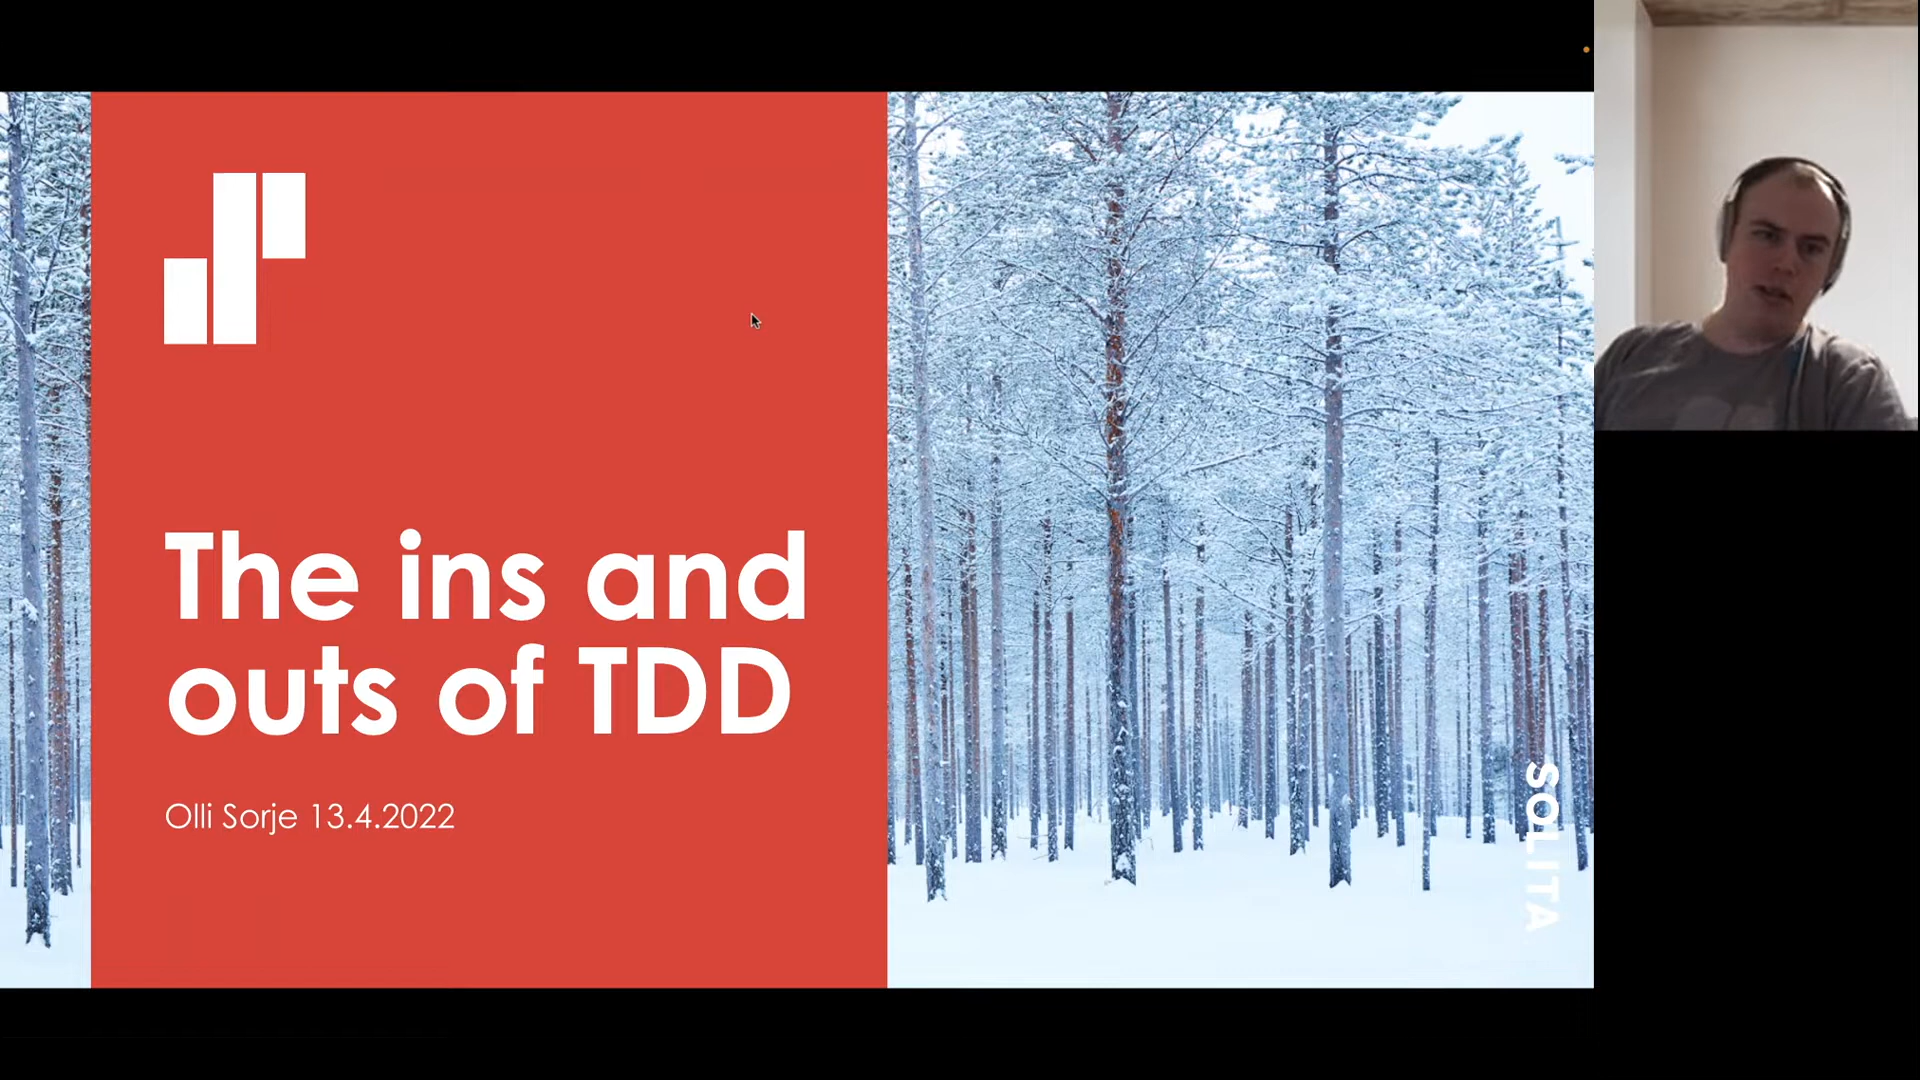 The ins and
outs of TDD
Olli Sorje 13.4.2022
SOLITA